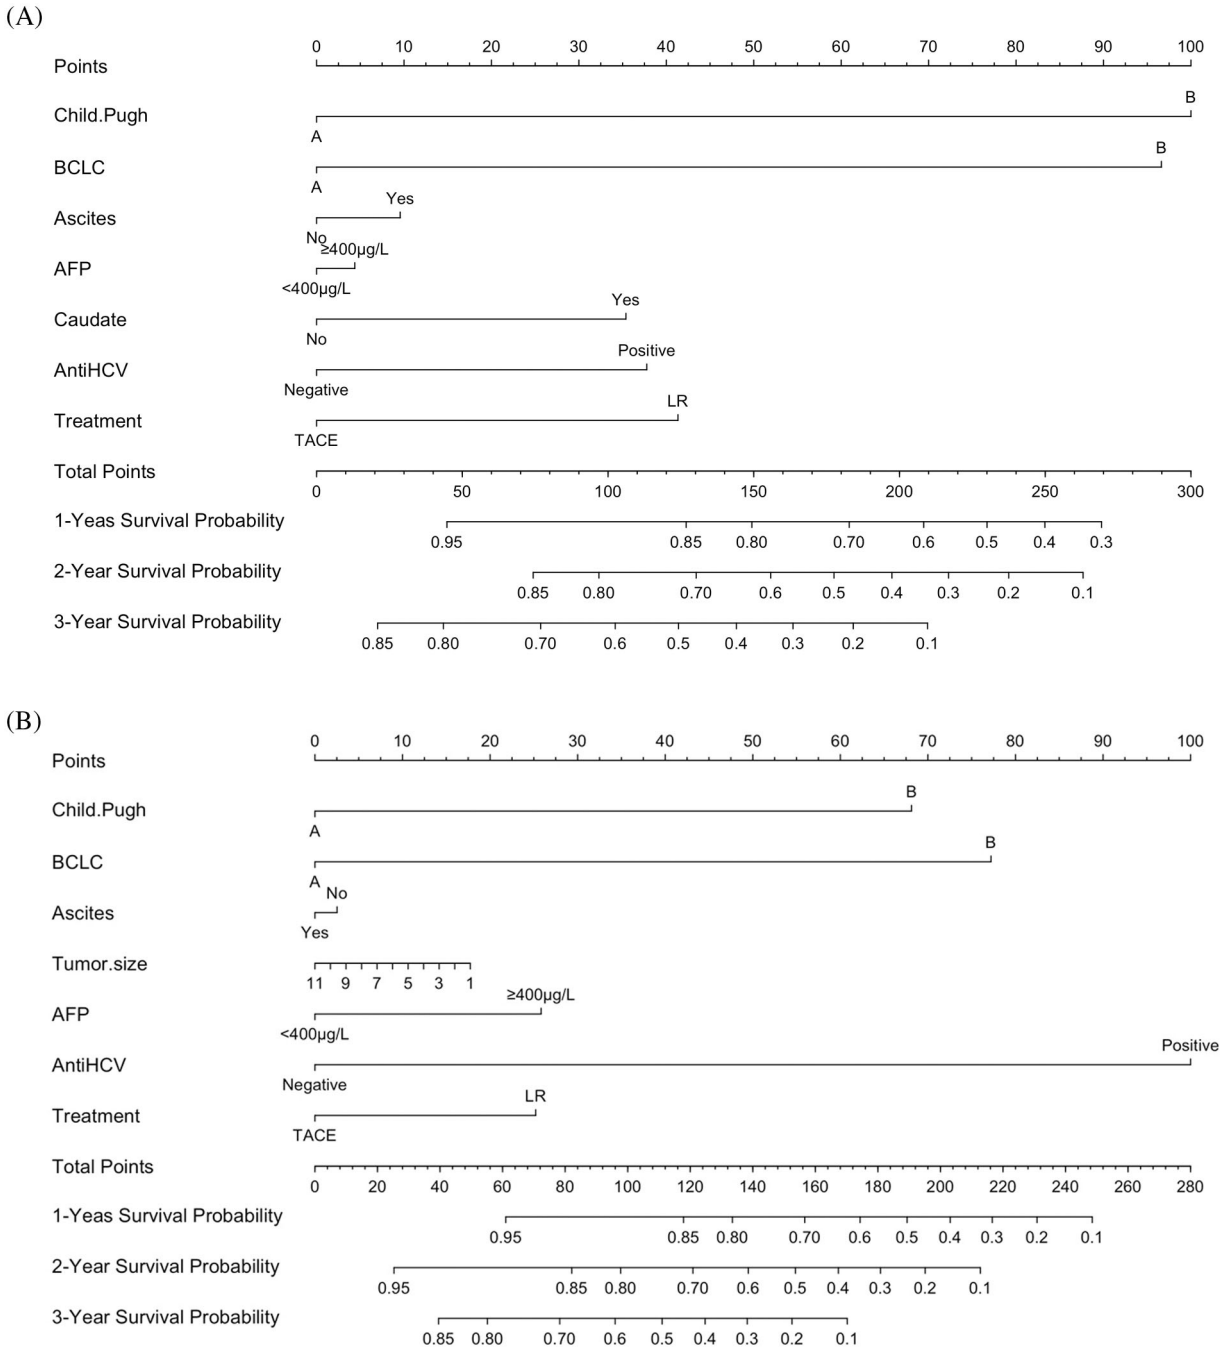 (A)
0 10 20 30 40 50 60 70 80 90 100
Points
B
Child.Pugh
A
B
BCLC
A
Yes
Ascites
No
≥400µg/L
AFP
<400µg/L
Yes
Caudate
No
Positive
AntiHCV
Negative
LR
Treatment
TACE
Total Points
0 50 100 150 200 250 300
1-Yeas Survival Probability
0.95 0.85 0.80 0.70 0.6 0.5 0.4 0.3
2-Year Survival Probability
0.85 0.80 0.70 0.6 0.5 0.4 0.3 0.2 0.1
3-Year Survival Probability
0.85 0.80 0.70 0.6 0.5 0.4 0.3 0.2 0.1
(B)
0 10 20 30 40 50 60 70 80 90 100
Points
B
Child.Pugh
A
B
BCLC
A
No
Ascites
Yes
Tumor.size
11 9 7 5 3 1
≥400µg/L
AFP
<400µg/L
Positive
AntiHCV
Negative
LR
Treatment
TACE
Total Points
0 20 40 60 80 100 120 140 160 180 200 220 240 260 280
1-Yeas Survival Probability
0.95 0.85 0.80 0.70 0.6 0.5 0.4 0.3 0.2 0.1
2-Year Survival Probability
0.95 0.85 0.80 0.70 0.6 0.5 0.4 0.3 0.2 0.1
3-Year Survival Probability
0.85 0.80 0.70 0.6 0.5 0.4 0.3 0.2 0.1